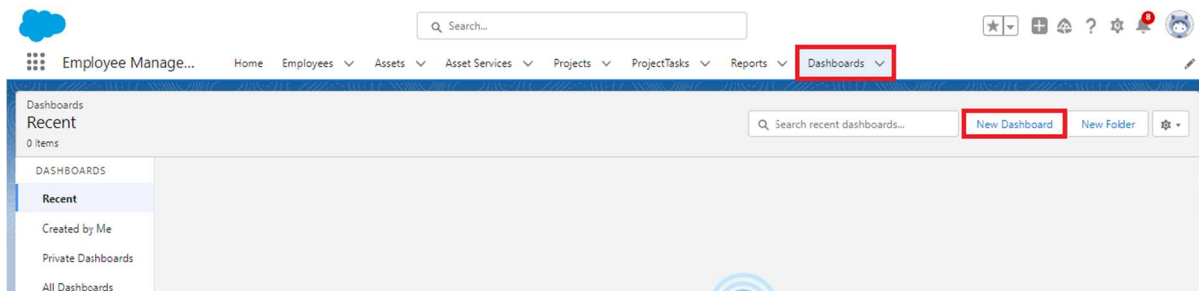 Search...
8
Employee Manage... Home Employees Assets Asset Services Projects ProjectTasks Reports Dashboards
Dashboards
Recent
0 items
Search recent dashboards... New Dashboard New Folder
DASHBOARDS
Recent
Created by Me
Private Dashboards
All Dashboards